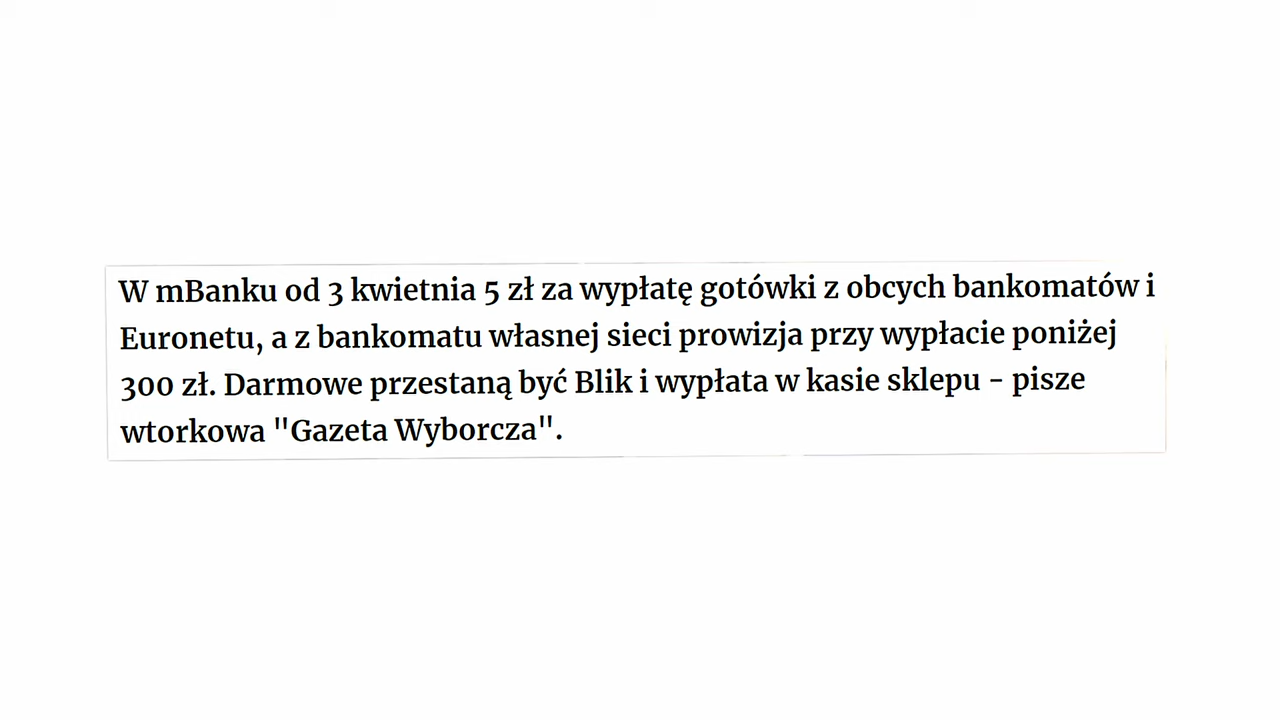 W mBanku od 3 kwietnia 5 zł za wypłatę gotówki z obcych bankomatów i
Euronetu, a z bankomatu własnej sieci prowizja przy wypłacie poniżej
300 zł. Darmowe przestaną być Blik i wypłata w kasie sklepu - pisze
wtorkowa "Gazeta Wyborcza".